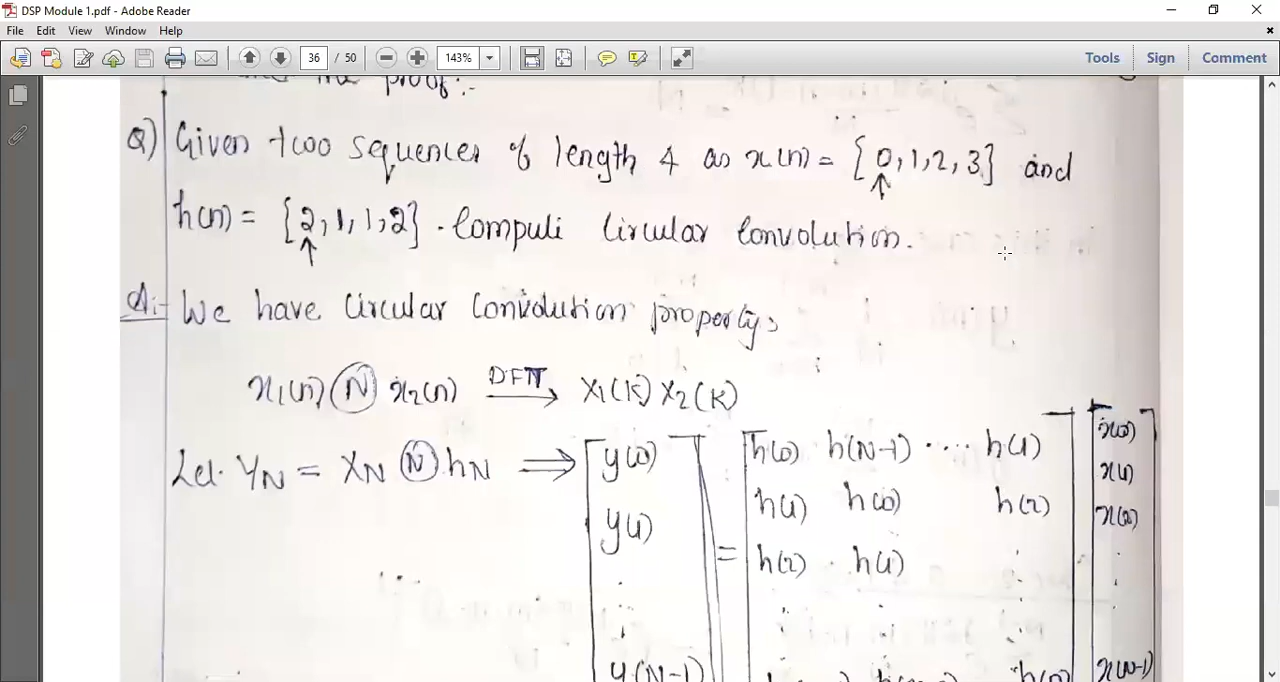 DSP Module 1.pdf - Adobe Reader
File Edit View Window Help
36 / 50 143% Tools Sign Comment
the proof:-
Q) Given two sequences of length 4 as x(n) = {0, 1, 2, 3} and
↑
h(n) = {2, 1, 1, 2}. Compute Circular Convolution.
↑
A:- We have Circular Convolution property,
x₁(n) Ⓝ x₂(n) DFT → X₁(K) X₂(K)
Let YN = XN Ⓝ hN ⟹ y(0) h(0) h(N-1) .... h(1) x(0)
y(1) = h(1) h(0) h(2) x(1)
h(2) h(1) x(2)
y(N-1) x(N-1)